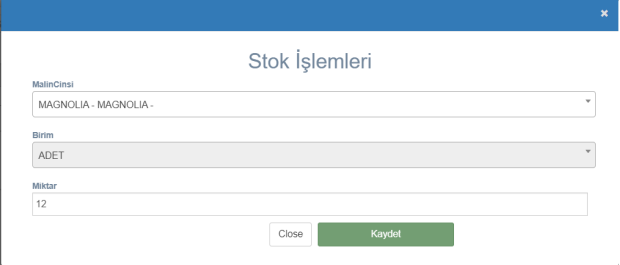 ×
Stok İşlemleri
MalinCinsi
MAGNOLIA - MAGNOLIA -
Birim
ADET
Miktar
12
Close Kaydet